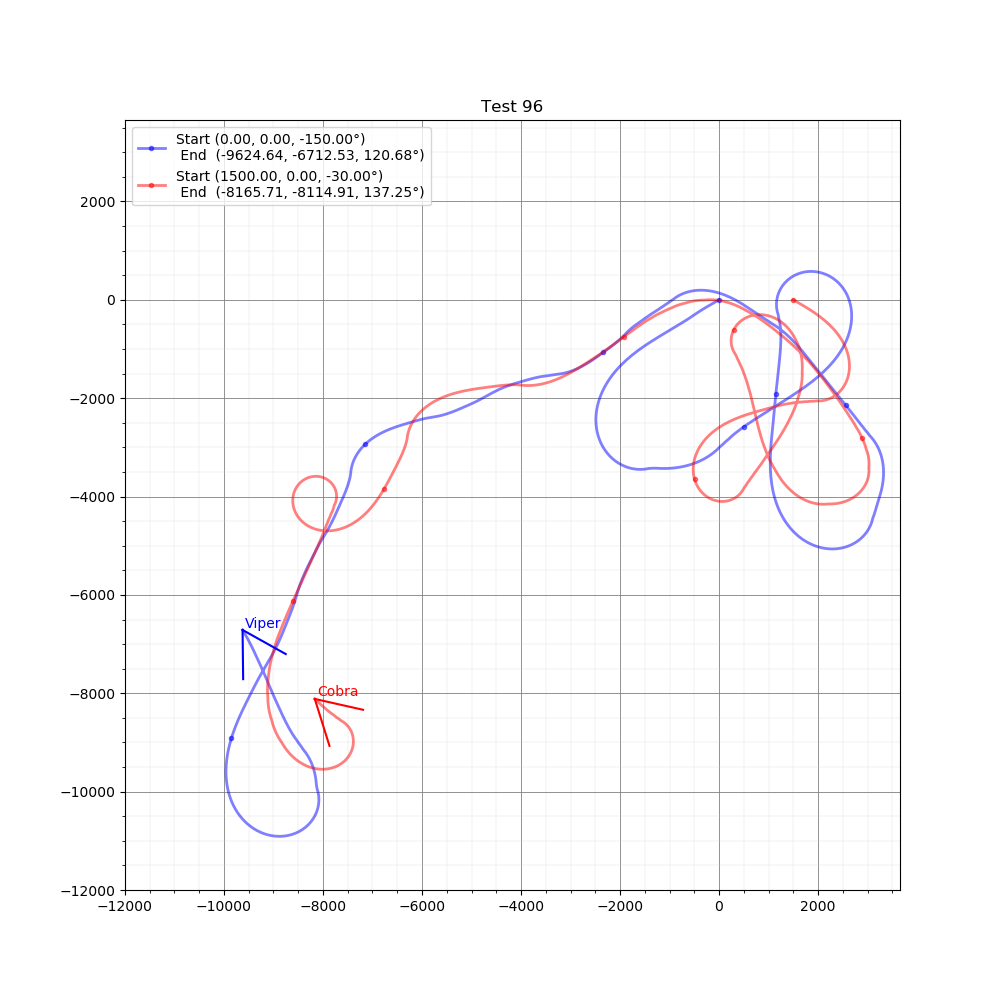 Test 96
Start (0.00, 0.00, -150.00°)
End (-9624.64, -6712.53, 120.68°)
Start (1500.00, 0.00, -30.00°)
End (-8165.71, -8114.91, 137.25°)
2000
0
−2000
−4000
−6000
−8000
−10000
−12000
Viper
Cobra
−12000 −10000 −8000 −6000 −4000 −2000 0 2000